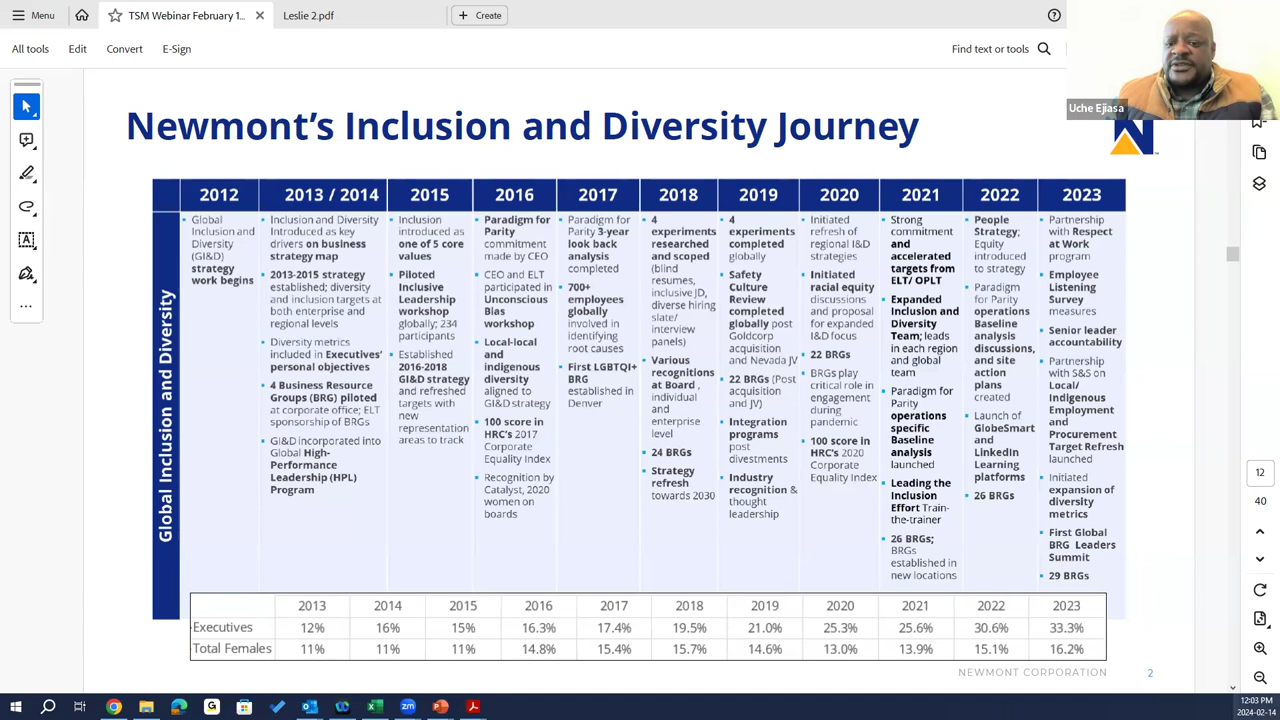 Menu
TSM Webinar February 1...
Leslie 2.pdf
Create
All tools
Edit
Convert
E-Sign
Find text or tools
Uche Ejiasa
Newmont's Inclusion and Diversity Journey
N
Global Inclusion and Diversity
2012
Global
Inclusion and
Diversity
(GI&D)
strategy
work begins
2013 / 2014
Inclusion and Diversity
Introduced as key
drivers on business
strategy map
2013-2015 strategy
established; diversity
and inclusion targets at
both enterprise and
regional levels
Diversity metrics
included in Executives'
personal objectives
4 Business Resource
Groups (BRG) piloted
at corporate office; ELT
sponsorship of BRGs
GI&D incorporated into
Global High-
Performance
Leadership (HPL)
Program
2015
Inclusion
introduced as
one of 5 core
values
Piloted
Inclusive
Leadership
workshop
globally; 234
participants
Established
2016-2018
GI&D strategy
and refreshed
targets with
new
representation
areas to track
2016
Paradigm for
Parity
commitment
made by CEO
CEO and ELT
participated in
Unconscious
Bias
workshop
Local-local
and
indigenous
diversity
aligned to
GI&D strategy
100 score in
HRC's 2017
Corporate
Equality Index
Recognition by
Catalyst, 2020
women on
boards
2017
Paradigm for
Parity 3-year
look back
analysis
completed
700+
employees
globally
involved in
identifying
root causes
First LGBTQI+
BRG
established in
Denver
2018
4
experiments
researched
and scoped
(blind
resumes,
inclusive JD,
diverse hiring
slate/
interview
panels)
Various
recognitions
at Board ,
individual
and
enterprise
level
24 BRGs
Strategy
refresh
towards 2030
2019
4
experiments
completed
globally
Safety
Culture
Review
completed
globally post
Goldcorp
acquisition
and Nevada JV
22 BRGs (Post
acquisition
and JV)
Integration
programs
post
divestments
Industry
recognition &
thought
leadership
2020
Initiated
refresh of
regional I&D
strategies
Initiated
racial equity
discussions
and proposal
for expanded
I&D focus
22 BRGs
BRGs play
critical role in
engagement
during
pandemic
100 score in
HRC's 2020
Corporate
Equality Index
2021
Strong
commitment
and
accelerated
targets from
ELT/ OPLT
Expanded
Inclusion and
Diversity
Team; leads
in each region
and global
team
Paradigm for
Parity
operations
specific
Baseline
analysis
launched
Leading the
Inclusion
Effort Train-
the-trainer
26 BRGs;
BRGs
established in
new locations
2022
People
Strategy;
Equity
introduced
to strategy
Paradigm
for Parity
operations
Baseline
analysis
discussions,
and site
action
plans
created
Launch of
GlobeSmart
and
LinkedIn
Learning
platforms
26 BRGs
2023
Partnership
with Respect
at Work
program
Employee
Listening
Survey
measures
Senior leader
accountability
Partnership
with S&S on
Local/
Indigenous
Employment
and
Procurement
Target Refresh
launched
Initiated
expansion of
diversity
metrics
First Global
BRG Leaders
Summit
29 BRGs
2013 2014 2015 2016 2017 2018 2019 2020 2021 2022 2023
Executives 12% 16% 15% 16.3% 17.4% 19.5% 21.0% 25.3% 25.6% 30.6% 33.3%
Total Females 11% 11% 11% 14.8% 15.4% 15.7% 14.6% 13.0% 13.9% 15.1% 16.2%
NEWMONT CORPORATION 2
12
40
12:03 PM
2024-02-14